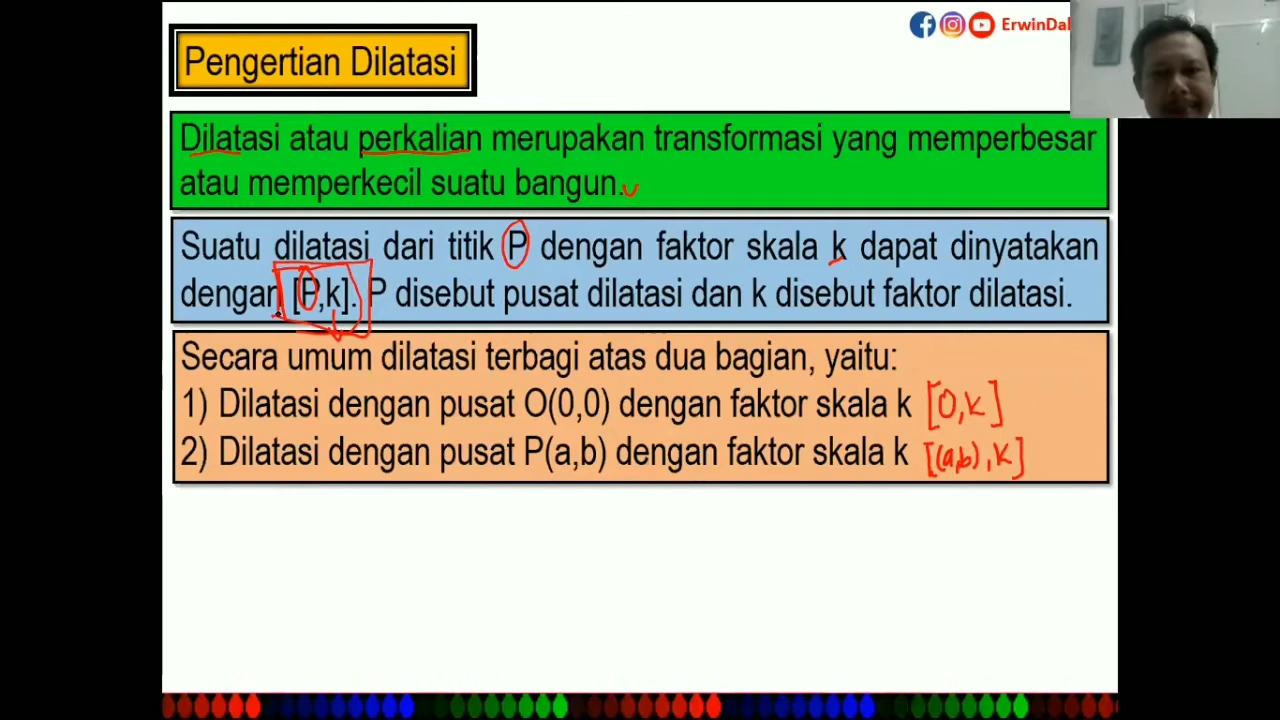 ErwinDal
Pengertian Dilatasi
Dilatasi atau perkalian merupakan transformasi yang memperbesar
atau memperkecil suatu bangun.
Suatu dilatasi dari titik P dengan faktor skala k dapat dinyatakan
dengan [P,k]. P disebut pusat dilatasi dan k disebut faktor dilatasi.
Secara umum dilatasi terbagi atas dua bagian, yaitu:
1) Dilatasi dengan pusat O(0,0) dengan faktor skala k [O,K]
2) Dilatasi dengan pusat P(a,b) dengan faktor skala k [(a,b),K]